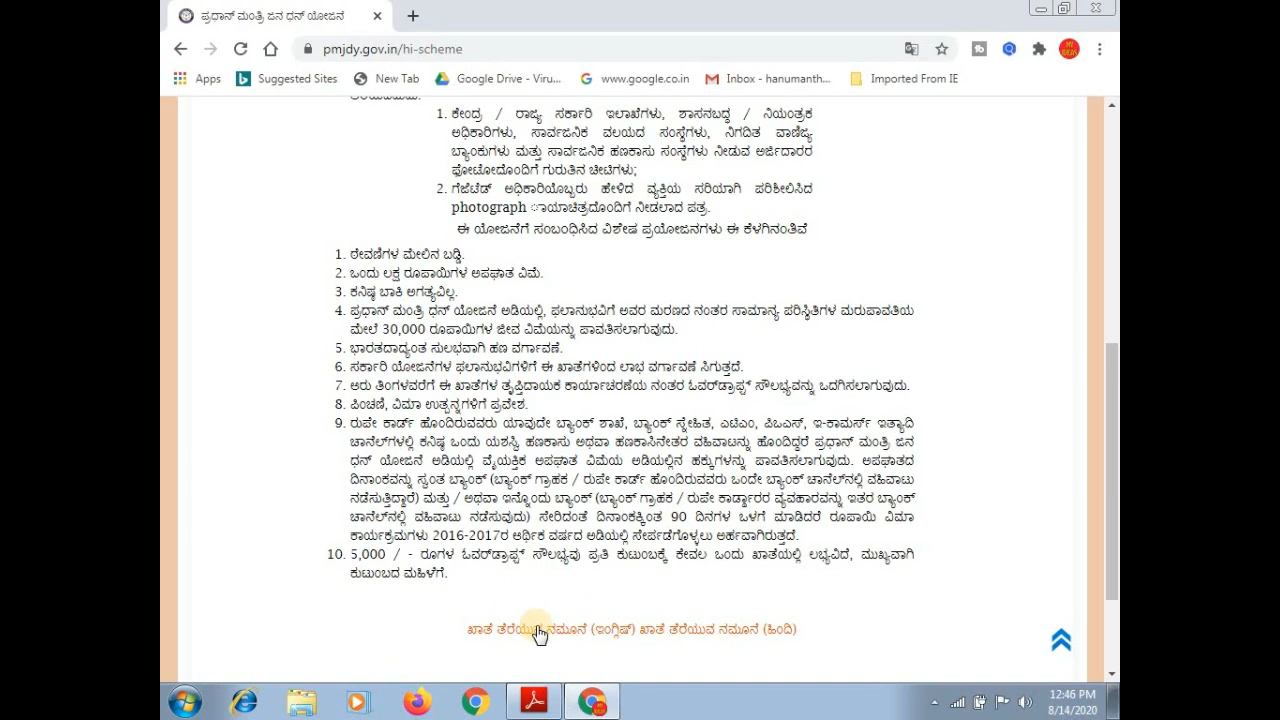 ಪ್ರಧಾನ್ ಮಂತ್ರಿ ಜನ ಧನ್ ಯೋಜನೆ
pmjdy.gov.in/hi-scheme
Apps Suggested Sites New Tab Google Drive - Viru... www.google.co.in Inbox - hanumanth... Imported From IE
1. ಕೇಂದ್ರ / ರಾಜ್ಯ ಸರ್ಕಾರಿ ಇಲಾಖೆಗಳು, ಶಾಸನಬದ್ಧ / ನಿಯಂತ್ರಕ
ಅಧಿಕಾರಿಗಳು, ಸಾರ್ವಜನಿಕ ವಲಯದ ಸಂಸ್ಥೆಗಳು, ನಿಗದಿತ ವಾಣಿಜ್ಯ
ಬ್ಯಾಂಕುಗಳು ಮತ್ತು ಸಾರ್ವಜನಿಕ ಹಣಕಾಸು ಸಂಸ್ಥೆಗಳು ನೀಡುವ ಅರ್ಜಿದಾರರ
ಫೋಟೋದೊಂದಿಗೆ ಗುರುತಿನ ಚೀಟಿಗಳು;
2. ಗೆಜೆಟೆಡ್ ಅಧಿಕಾರಿಯೊಬ್ಬರು ಹೇಳಿದ ವ್ಯಕ್ತಿಯ ಸರಿಯಾಗಿ ಪರಿಶೀಲಿಸಿದ
photograph ಾಯಾಚಿತ್ರದೊಂದಿಗೆ ನೀಡಲಾದ ಪತ್ರ.
ಈ ಯೋಜನೆಗೆ ಸಂಬಂಧಿಸಿದ ವಿಶೇಷ ಪ್ರಯೋಜನಗಳು ಈ ಕೆಳಗಿನಂತಿವೆ
1. ಠೇವಣಿಗಳ ಮೇಲಿನ ಬಡ್ಡಿ.
2. ಒಂದು ಲಕ್ಷ ರೂಪಾಯಿಗಳ ಅಪಘಾತ ವಿಮೆ.
3. ಕನಿಷ್ಠ ಬಾಕಿ ಅಗತ್ಯವಿಲ್ಲ.
4. ಪ್ರಧಾನ್ ಮಂತ್ರಿ ಧನ್ ಯೋಜನೆ ಅಡಿಯಲ್ಲಿ, ಫಲಾನುಭವಿಗೆ ಅವರ ಮರಣದ ನಂತರ ಸಾಮಾನ್ಯ ಪರಿಸ್ಥಿತಿಗಳ ಮರುಪಾವತಿಯ
ಮೇಲೆ 30,000 ರೂಪಾಯಿಗಳ ಜೀವ ವಿಮೆಯನ್ನು ಪಾವತಿಸಲಾಗುವುದು.
5. ಭಾರತದಾದ್ಯಂತ ಸುಲಭವಾಗಿ ಹಣ ವರ್ಗಾವಣೆ.
6. ಸರ್ಕಾರಿ ಯೋಜನೆಗಳ ಫಲಾನುಭವಿಗಳಿಗೆ ಈ ಖಾತೆಗಳಿಂದ ಲಾಭ ವರ್ಗಾವಣೆ ಸಿಗುತ್ತದೆ.
7. ಆರು ತಿಂಗಳವರೆಗೆ ಈ ಖಾತೆಗಳ ತೃಪ್ತಿದಾಯಕ ಕಾರ್ಯಾಚರಣೆಯ ನಂತರ ಓವರ್‌ಡ್ರಾಫ್ಟ್ ಸೌಲಭ್ಯವನ್ನು ಒದಗಿಸಲಾಗುವುದು.
8. ಪಿಂಚಣಿ, ವಿಮಾ ಉತ್ಪನ್ನಗಳಿಗೆ ಪ್ರವೇಶ.
9. ರುಪೇ ಕಾರ್ಡ್ ಹೊಂದಿರುವವರು ಯಾವುದೇ ಬ್ಯಾಂಕ್ ಶಾಖೆ, ಬ್ಯಾಂಕ್ ಸ್ನೇಹಿತ, ಎಟಿಎಂ, ಪಿಒಎಸ್, ಇ-ಕಾಮರ್ಸ್ ಇತ್ಯಾದಿ
ಚಾನೆಲ್‌ಗಳಲ್ಲಿ ಕನಿಷ್ಠ ಒಂದು ಯಶಸ್ವಿ ಹಣಕಾಸು ಅಥವಾ ಹಣಕಾಸಿನೇತರ ವಹಿವಾಟನ್ನು ಹೊಂದಿದ್ದರೆ ಪ್ರಧಾನ್ ಮಂತ್ರಿ ಜನ
ಧನ್ ಯೋಜನೆ ಅಡಿಯಲ್ಲಿ ವೈಯಕ್ತಿಕ ಅಪಘಾತ ವಿಮೆಯ ಅಡಿಯಲ್ಲಿನ ಹಕ್ಕುಗಳನ್ನು ಪಾವತಿಸಲಾಗುವುದು. ಅಪಘಾತದ
ದಿನಾಂಕವನ್ನು ಸ್ವಂತ ಬ್ಯಾಂಕ್ (ಬ್ಯಾಂಕ್ ಗ್ರಾಹಕ / ರುಪೇ ಕಾರ್ಡ್ ಹೊಂದಿರುವವರು ಒಂದೇ ಬ್ಯಾಂಕ್ ಚಾನೆಲ್‌ನಲ್ಲಿ ವಹಿವಾಟು
ನಡೆಸುತ್ತಿದ್ದಾರೆ) ಮತ್ತು / ಅಥವಾ ಇನ್ನೊಂದು ಬ್ಯಾಂಕ್ (ಬ್ಯಾಂಕ್ ಗ್ರಾಹಕ / ರುಪೇ ಕಾರ್ಡ್ದಾರರ ವ್ಯವಹಾರವನ್ನು ಇತರ ಬ್ಯಾಂಕ್
ಚಾನೆಲ್‌ನಲ್ಲಿ ವಹಿವಾಟು ನಡೆಸುವುದು) ಸೇರಿದಂತೆ ದಿನಾಂಕಕ್ಕಿಂತ 90 ದಿನಗಳ ಒಳಗೆ ಮಾಡಿದರೆ ರೂಪಾಯಿ ವಿಮಾ
ಕಾರ್ಯಕ್ರಮಗಳು 2016-2017ರ ಆರ್ಥಿಕ ವರ್ಷದ ಅಡಿಯಲ್ಲಿ ಸೇರ್ಪಡೆಗೊಳ್ಳಲು ಅರ್ಹವಾಗಿರುತ್ತದೆ.
10. 5,000 / - ರೂಗಳ ಓವರ್‌ಡ್ರಾಫ್ಟ್ ಸೌಲಭ್ಯವು ಪ್ರತಿ ಕುಟುಂಬಕ್ಕೆ ಕೇವಲ ಒಂದು ಖಾತೆಯಲ್ಲಿ ಲಭ್ಯವಿದೆ, ಮುಖ್ಯವಾಗಿ
ಕುಟುಂಬದ ಮಹಿಳೆಗೆ.
ಖಾತೆ ತೆರೆಯುವ ನಮೂನೆ (ಇಂಗ್ಲಿಷ್) ಖಾತೆ ತೆರೆಯುವ ನಮೂನೆ (ಹಿಂದಿ)
12:46 PM
8/14/2020